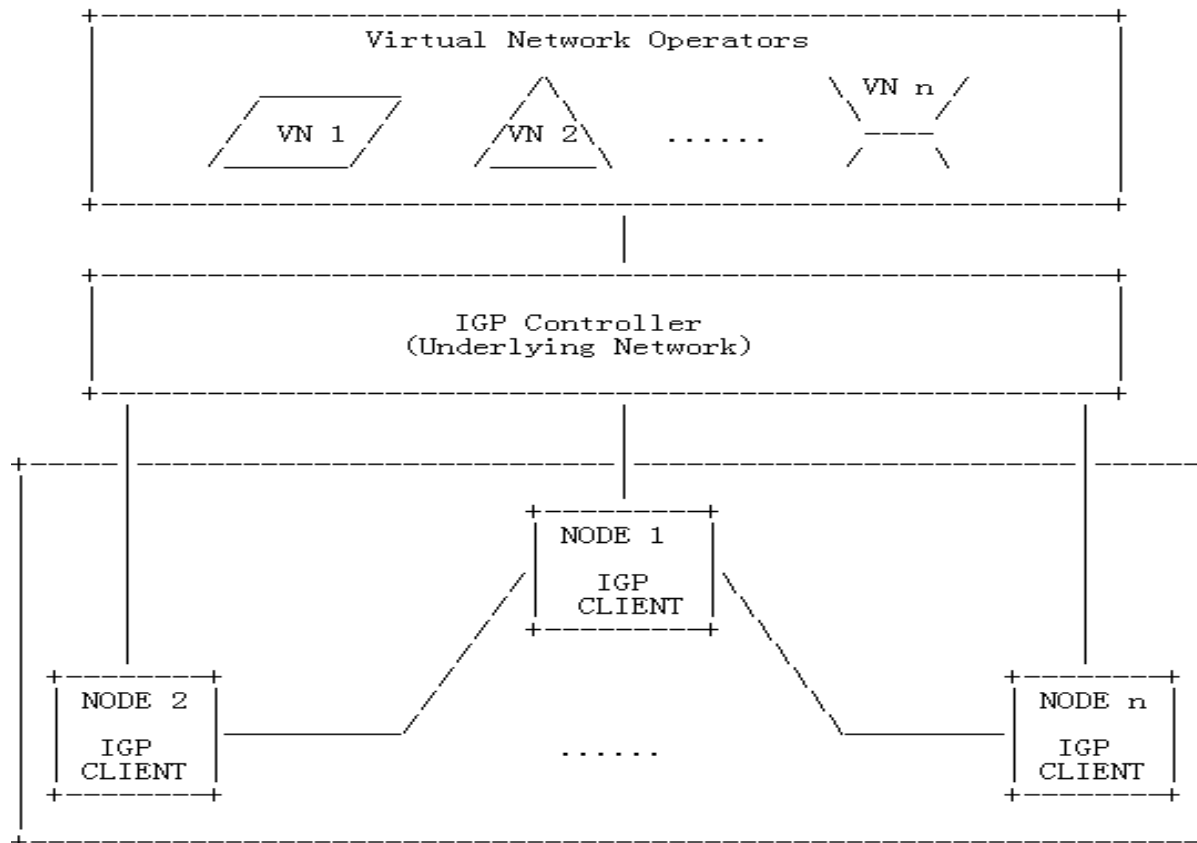 Virtual Network Operators
VN 1
VN 2
......
VN n
IGP Controller
(Underlying Network)
NODE 1
IGP
CLIENT
NODE 2
IGP
CLIENT
......
NODE n
IGP
CLIENT